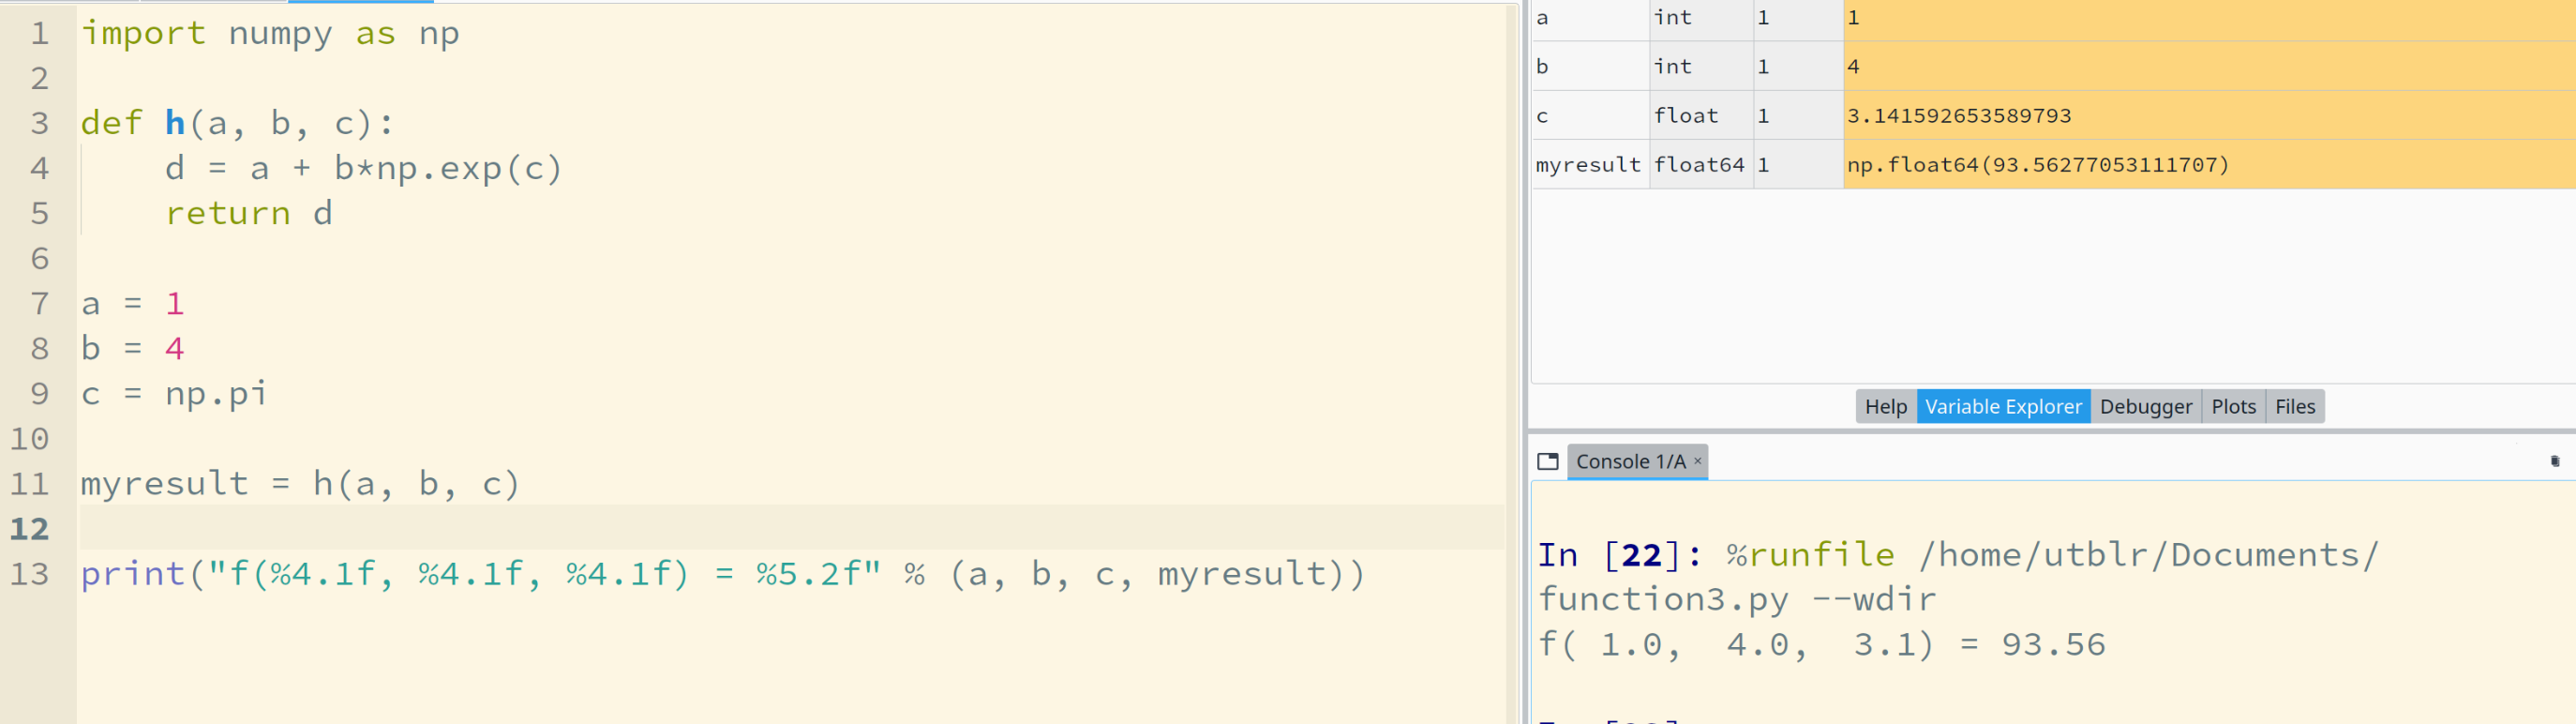 1 import numpy as np
2
3 def h(a, b, c):
4     d = a + b*np.exp(c)
5     return d
6
7 a = 1
8 b = 4
9 c = np.pi
10
11 myresult = h(a, b, c)
12
13 print("f(%4.1f, %4.1f, %4.1f) = %5.2f" % (a, b, c, myresult))
a int 1 1
b int 1 4
c float 1 3.141592653589793
myresult float64 1 np.float64(93.56277053111707)
Help Variable Explorer Debugger Plots Files
Console 1/A ×
In [22]: %runfile /home/utblr/Documents/
function3.py --wdir
f( 1.0,  4.0,  3.1) = 93.56